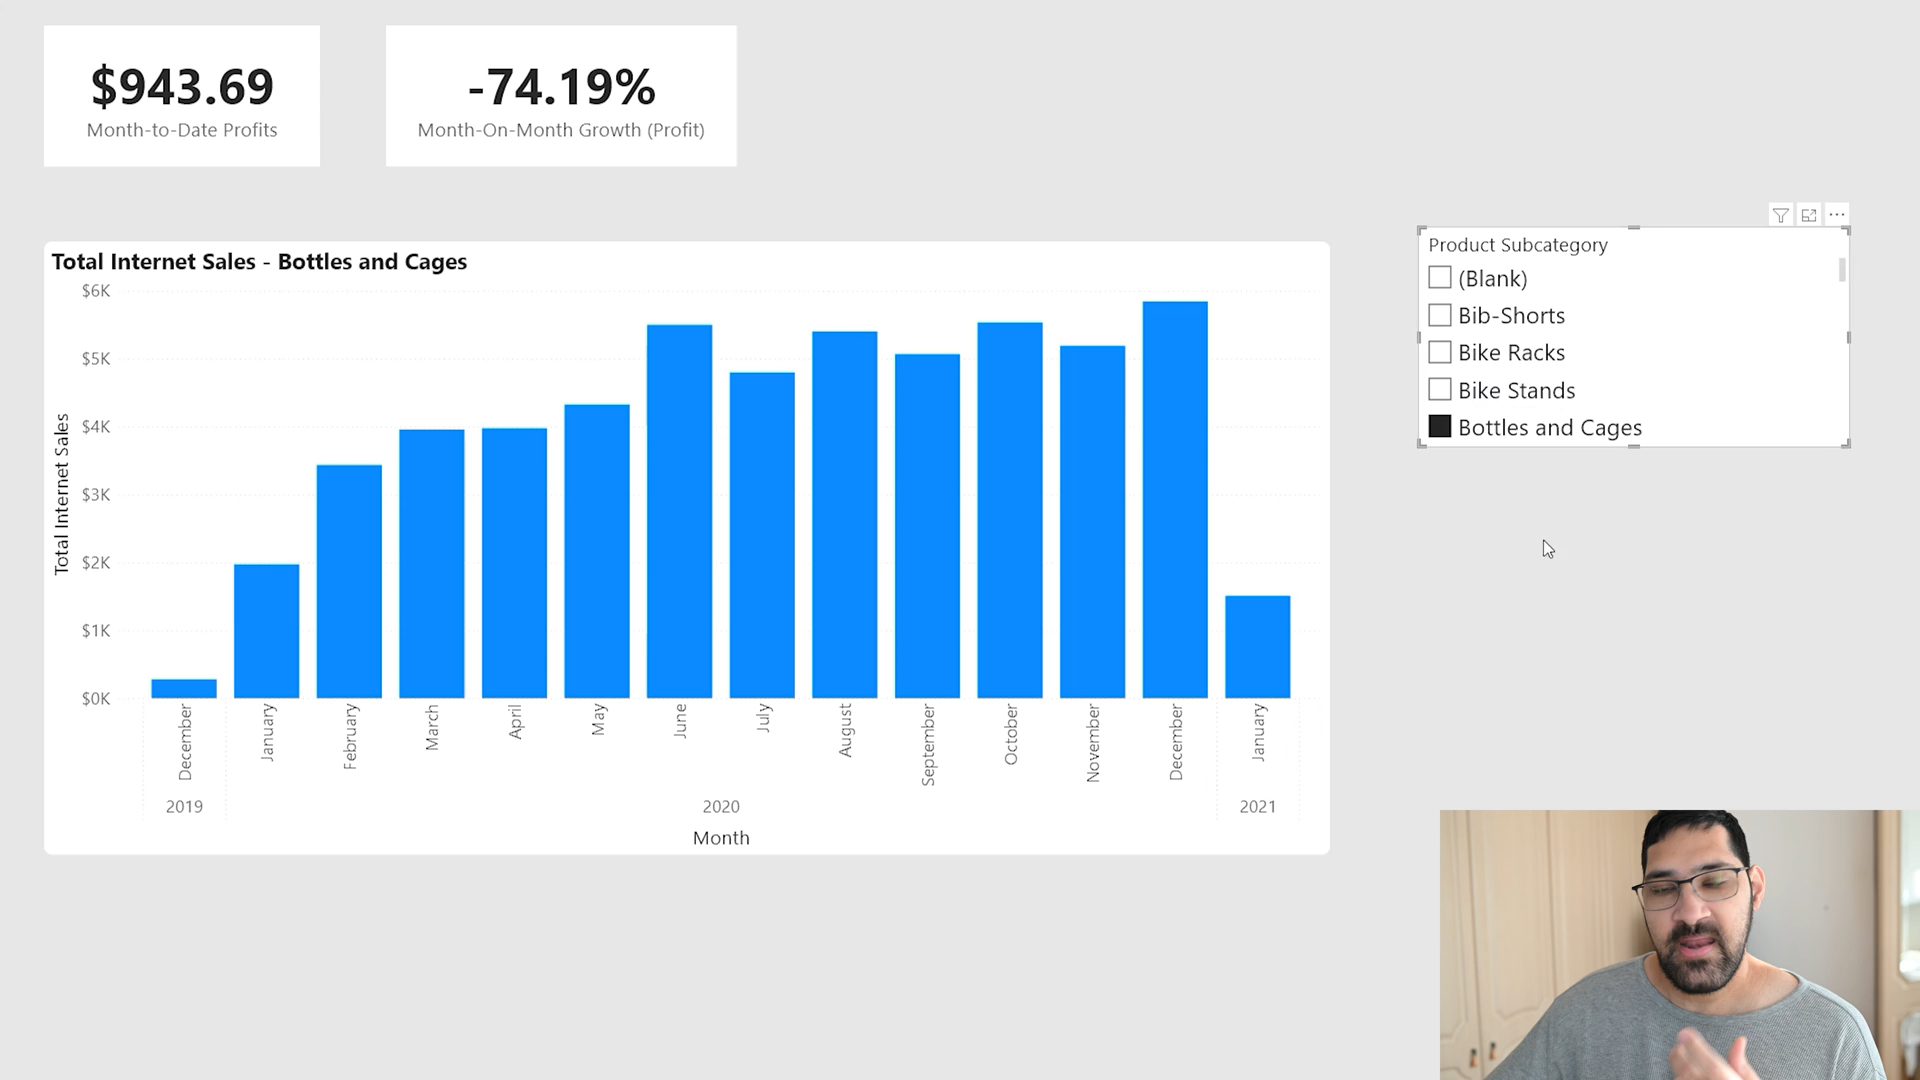 $943.69
Month-to-Date Profits
-74.19%
Month-On-Month Growth (Profit)
Total Internet Sales - Bottles and Cages
Total Internet Sales
$6K
$5K
$4K
$3K
$2K
$1K
$0K
December
January
February
March
April
May
June
July
August
September
October
November
December
January
2019
2020
2021
Month
Product Subcategory
(Blank)
Bib-Shorts
Bike Racks
Bike Stands
Bottles and Cages